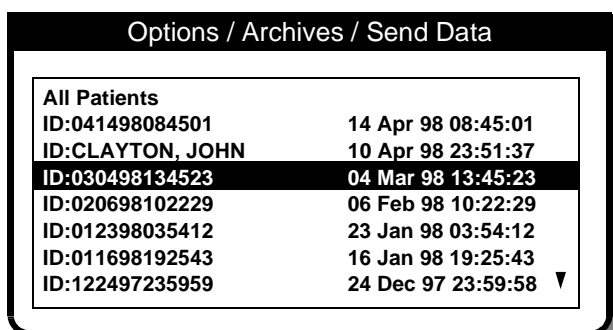 Options / Archives / Send Data
All Patients
ID:041498084501 14 Apr 98 08:45:01
ID:CLAYTON, JOHN 10 Apr 98 23:51:37
ID:030498134523 04 Mar 98 13:45:23
ID:020698102229 06 Feb 98 10:22:29
ID:012398035412 23 Jan 98 03:54:12
ID:011698192543 16 Jan 98 19:25:43
ID:122497235959 24 Dec 97 23:59:58